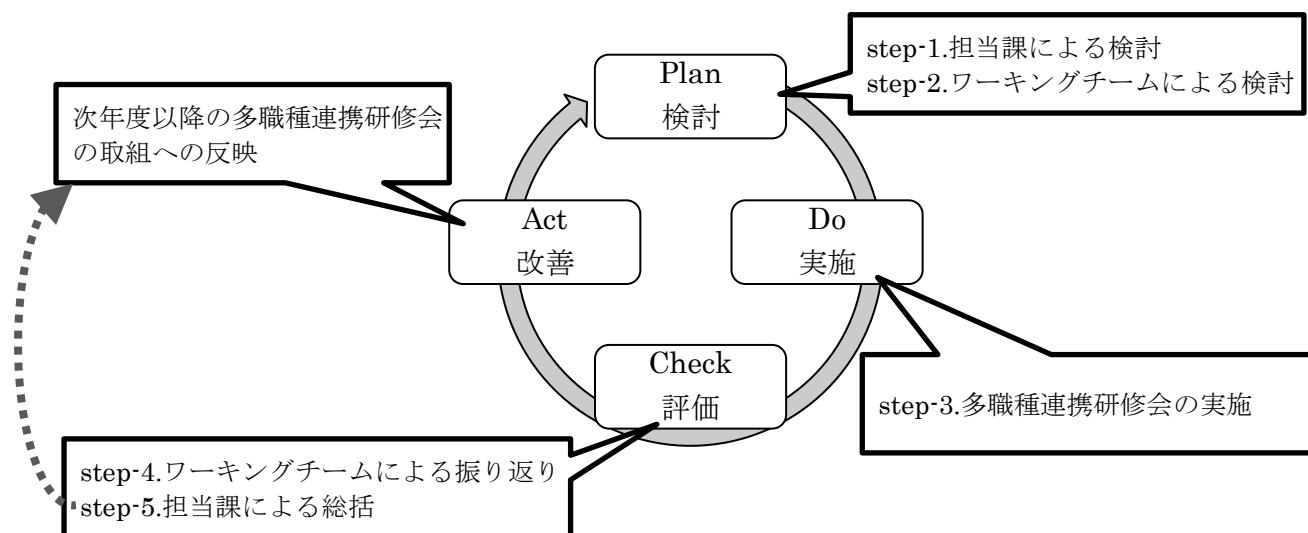 Plan
検討
step-1.担当課による検討
step-2.ワーキングチームによる検討
次年度以降の多職種連携研修会
の取組への反映
Act
改善
Do
実施
Check
評価
step-3.多職種連携研修会の実施
step-4.ワーキングチームによる振り返り
step-5.担当課による総括